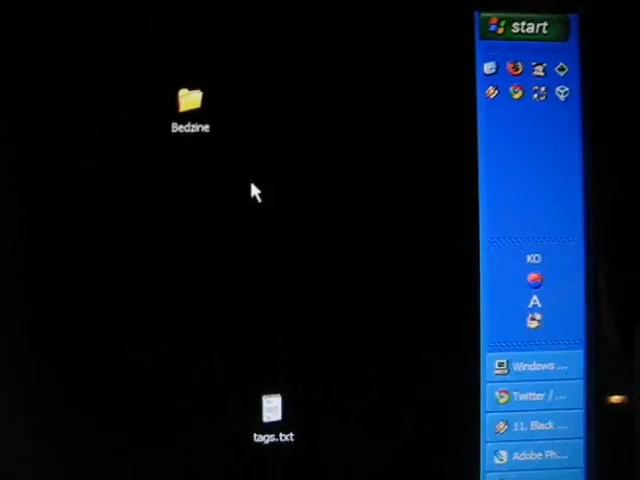 start
Bedzine
KO
A
Windows ...
Twitter / ...
11. Black ...
tags.txt
Adobe Ph...